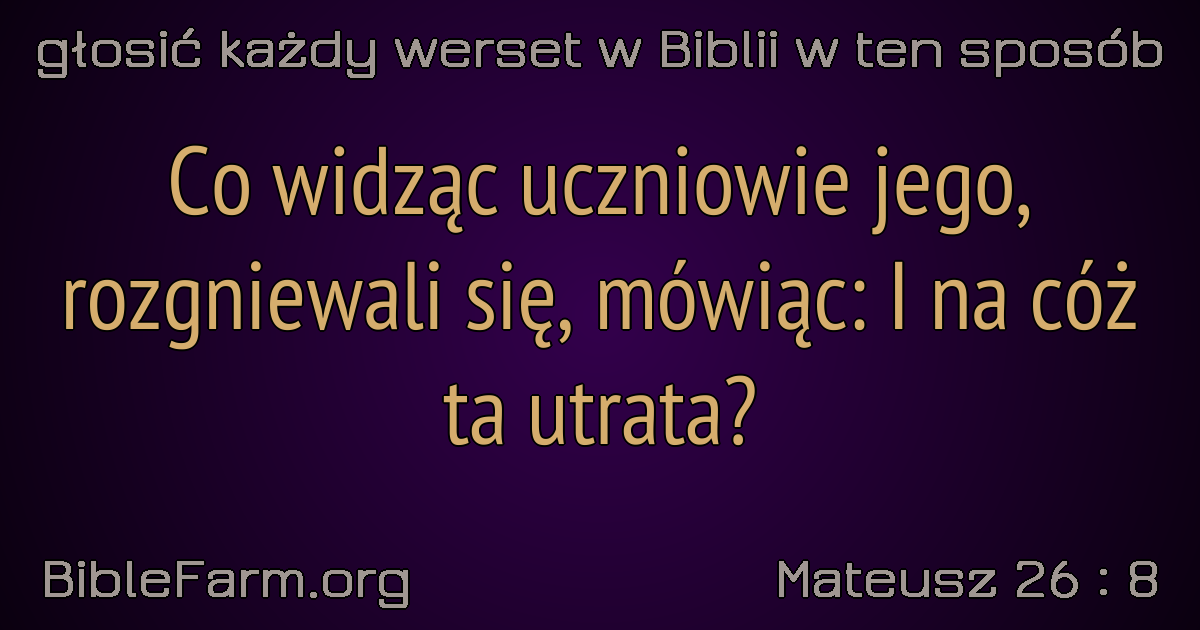 głosić każdy werset w Biblii w ten sposób
Co widząc uczniowie jego,
rozgniewali się, mówiąc: I na cóż
ta utrata?
BibleFarm.org
Mateusz 26 : 8